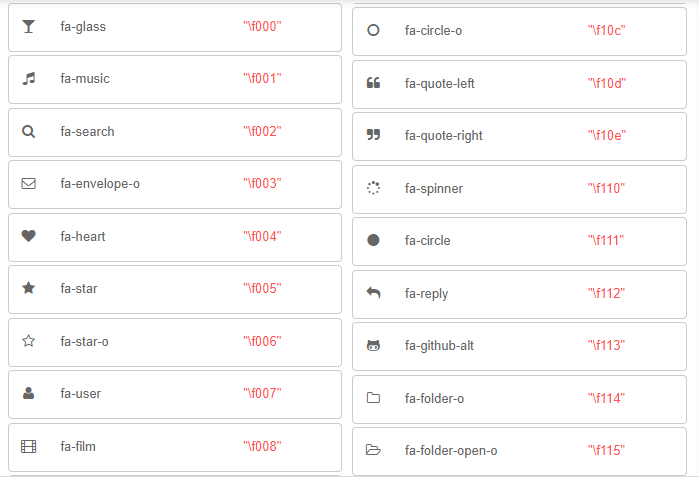 fa-glass "\f000"
fa-music "\f001"
fa-search "\f002"
fa-envelope-o "\f003"
fa-heart "\f004"
fa-star "\f005"
fa-star-o "\f006"
fa-user "\f007"
fa-film "\f008"
fa-circle-o "\f10c"
fa-quote-left "\f10d"
fa-quote-right "\f10e"
fa-spinner "\f110"
fa-circle "\f111"
fa-reply "\f112"
fa-github-alt "\f113"
fa-folder-o "\f114"
fa-folder-open-o "\f115"